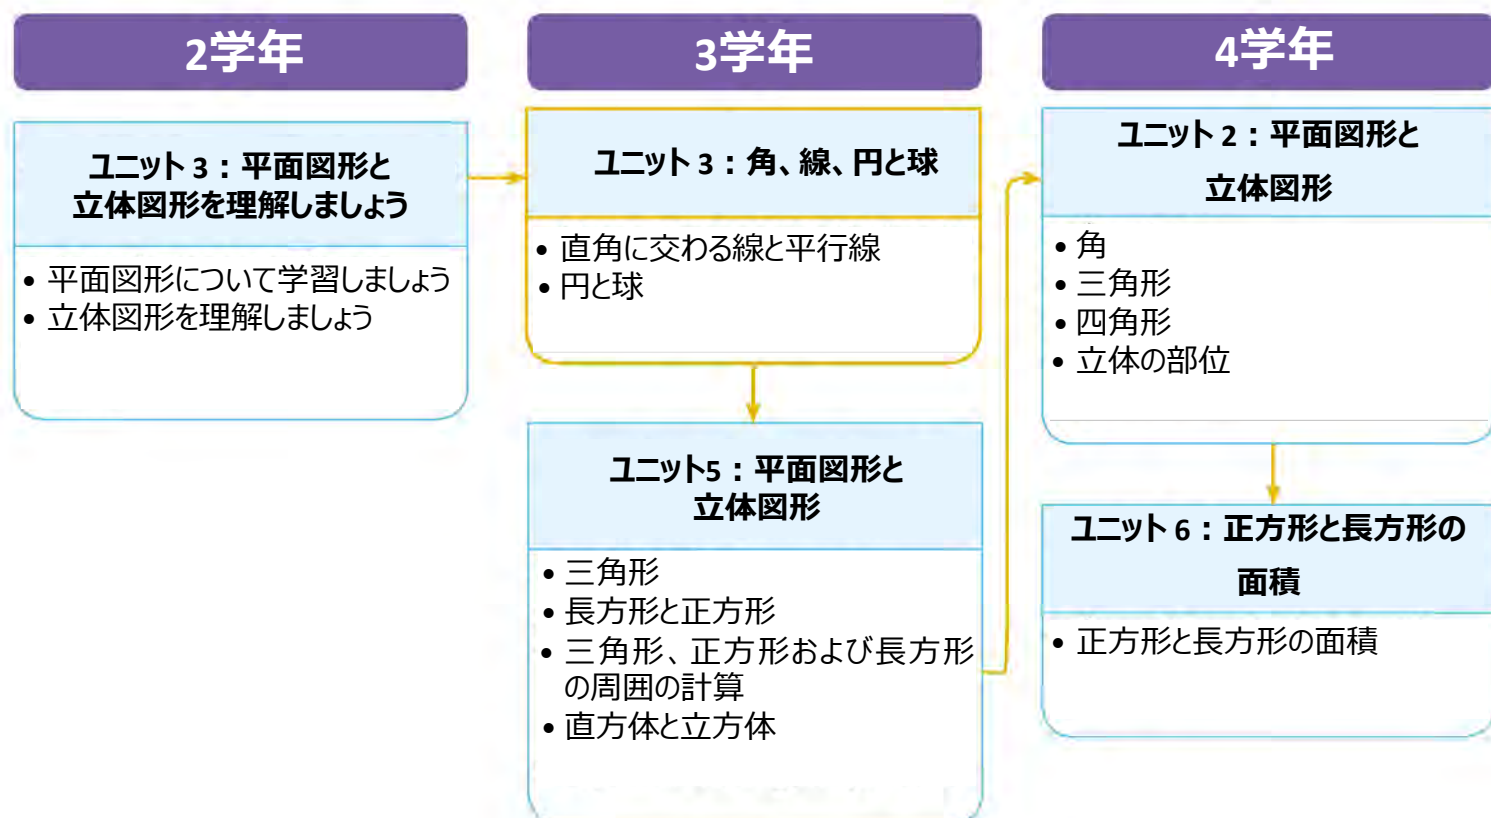 2学年
ユニット 3：平面図形と
立体図形を理解しましょう
• 平面図形について学習しましょう
• 立体図形を理解しましょう
3学年
ユニット 3：角、線、円と球
• 直角に交わる線と平行線
• 円と球
ユニット5：平面図形と
立体図形
• 三角形
• 長方形と正方形
• 三角形、正方形および長方形
の周囲の計算
• 直方体と立方体
4学年
ユニット 2：平面図形と
立体図形
• 角
• 三角形
• 四角形
• 立体の部位
ユニット 6：正方形と長方形の
面積
• 正方形と長方形の面積